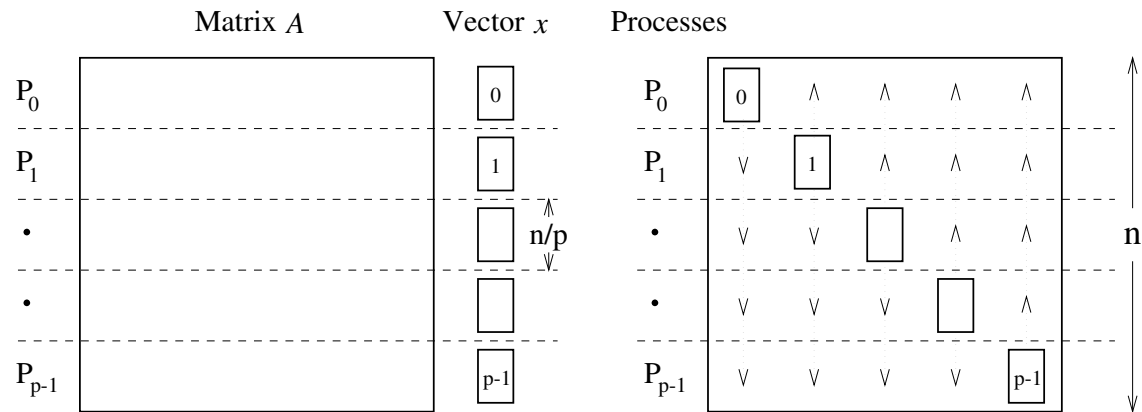 Matrix A Vector x Processes
P0 0 P0 0
P1 1 P1 1
• n/p • n
• •
Pp-1 p-1 Pp-1 p-1